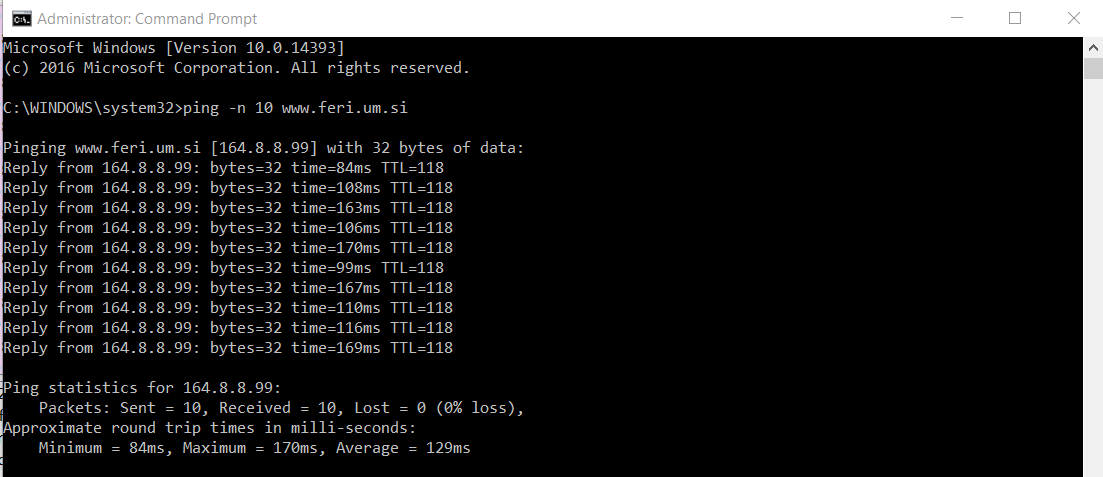 Administrator: Command Prompt
Microsoft Windows [Version 10.0.14393]
(c) 2016 Microsoft Corporation. All rights reserved.
C:\WINDOWS\system32>ping -n 10 www.feri.um.si
Pinging www.feri.um.si [164.8.8.99] with 32 bytes of data:
Reply from 164.8.8.99: bytes=32 time=84ms TTL=118
Reply from 164.8.8.99: bytes=32 time=108ms TTL=118
Reply from 164.8.8.99: bytes=32 time=163ms TTL=118
Reply from 164.8.8.99: bytes=32 time=106ms TTL=118
Reply from 164.8.8.99: bytes=32 time=170ms TTL=118
Reply from 164.8.8.99: bytes=32 time=99ms TTL=118
Reply from 164.8.8.99: bytes=32 time=167ms TTL=118
Reply from 164.8.8.99: bytes=32 time=110ms TTL=118
Reply from 164.8.8.99: bytes=32 time=116ms TTL=118
Reply from 164.8.8.99: bytes=32 time=169ms TTL=118
Ping statistics for 164.8.8.99:
    Packets: Sent = 10, Received = 10, Lost = 0 (0% loss),
Approximate round trip times in milli-seconds:
    Minimum = 84ms, Maximum = 170ms, Average = 129ms